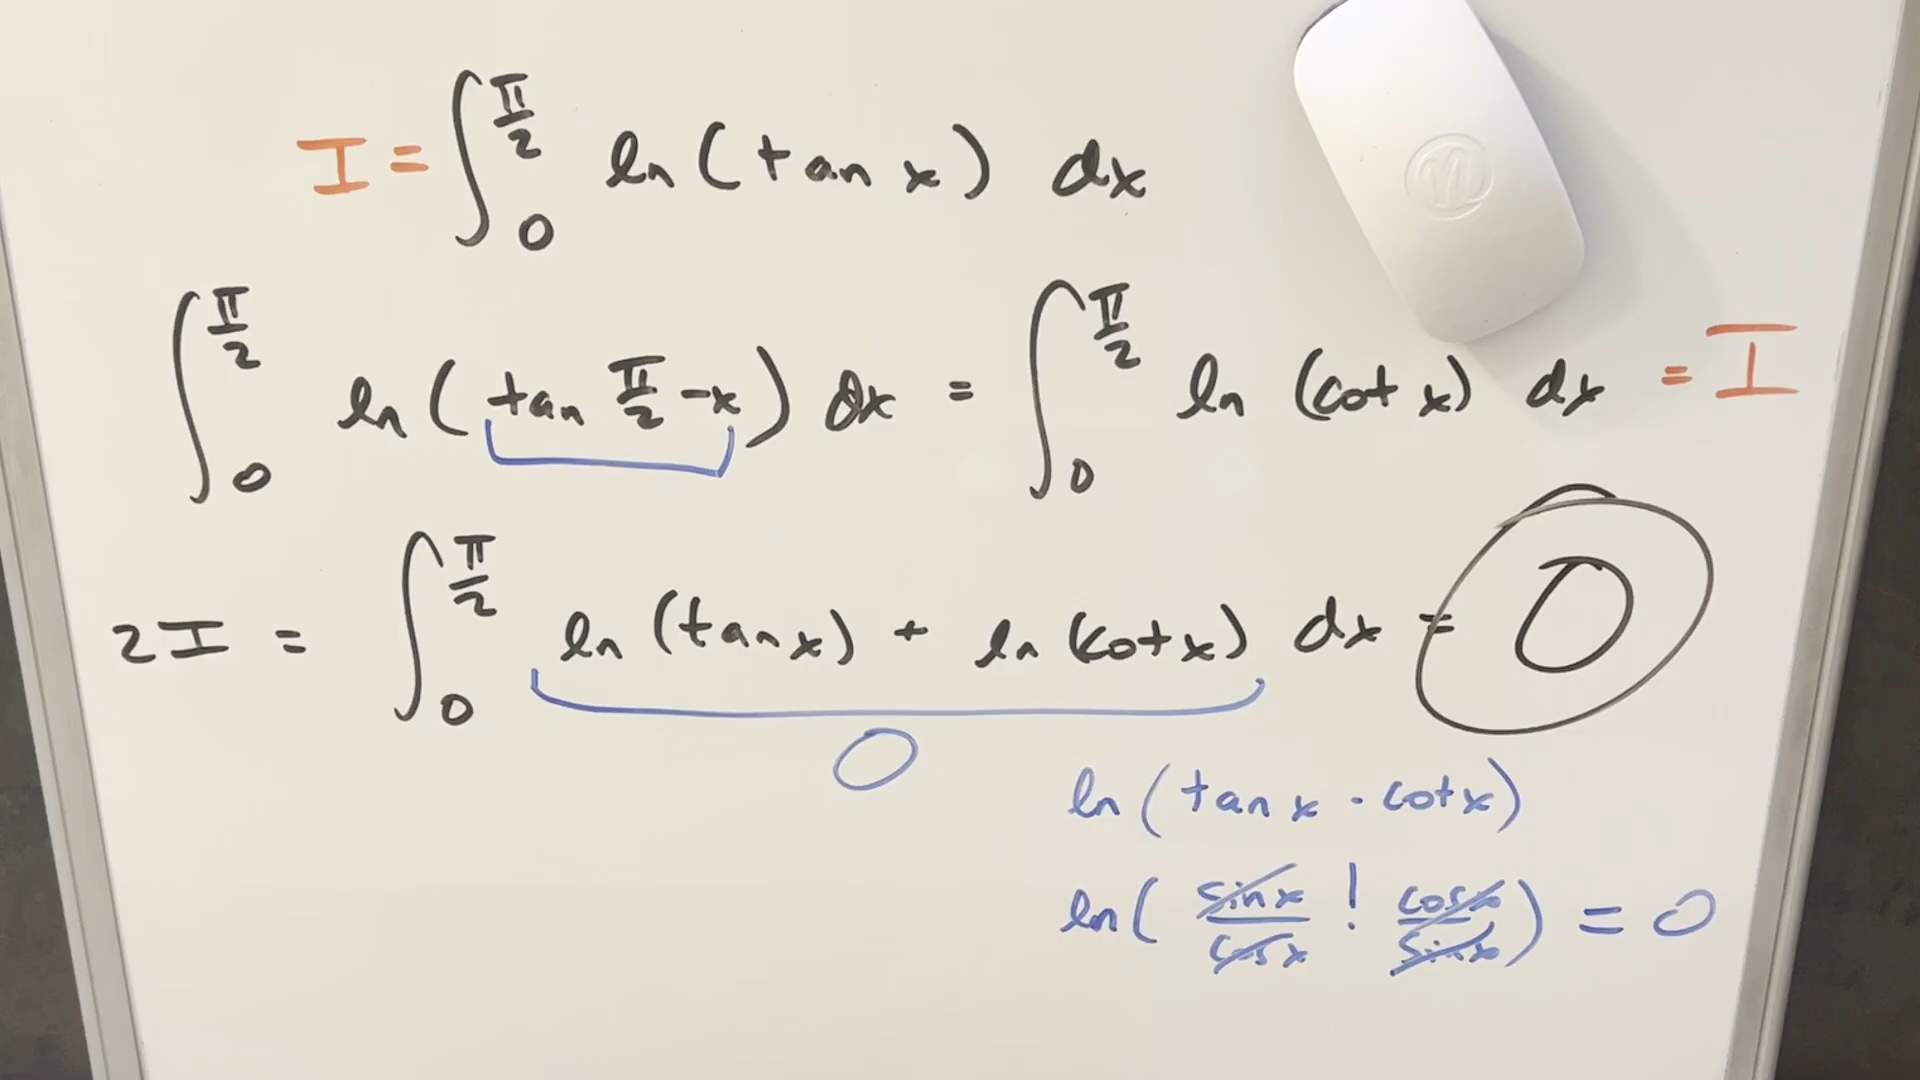 I = ∫₀^{π/2} ln(tan x) dx
∫₀^{π/2} ln(tan π/2 - x) dx = ∫₀^{π/2} ln(cot x) dx = I
2I = ∫₀^{π/2} ln(tan x) + ln(cot x) dx = 0
0
ln(tan x · cot x)
ln( sin x / cos x ! cos x / sin x ) = 0